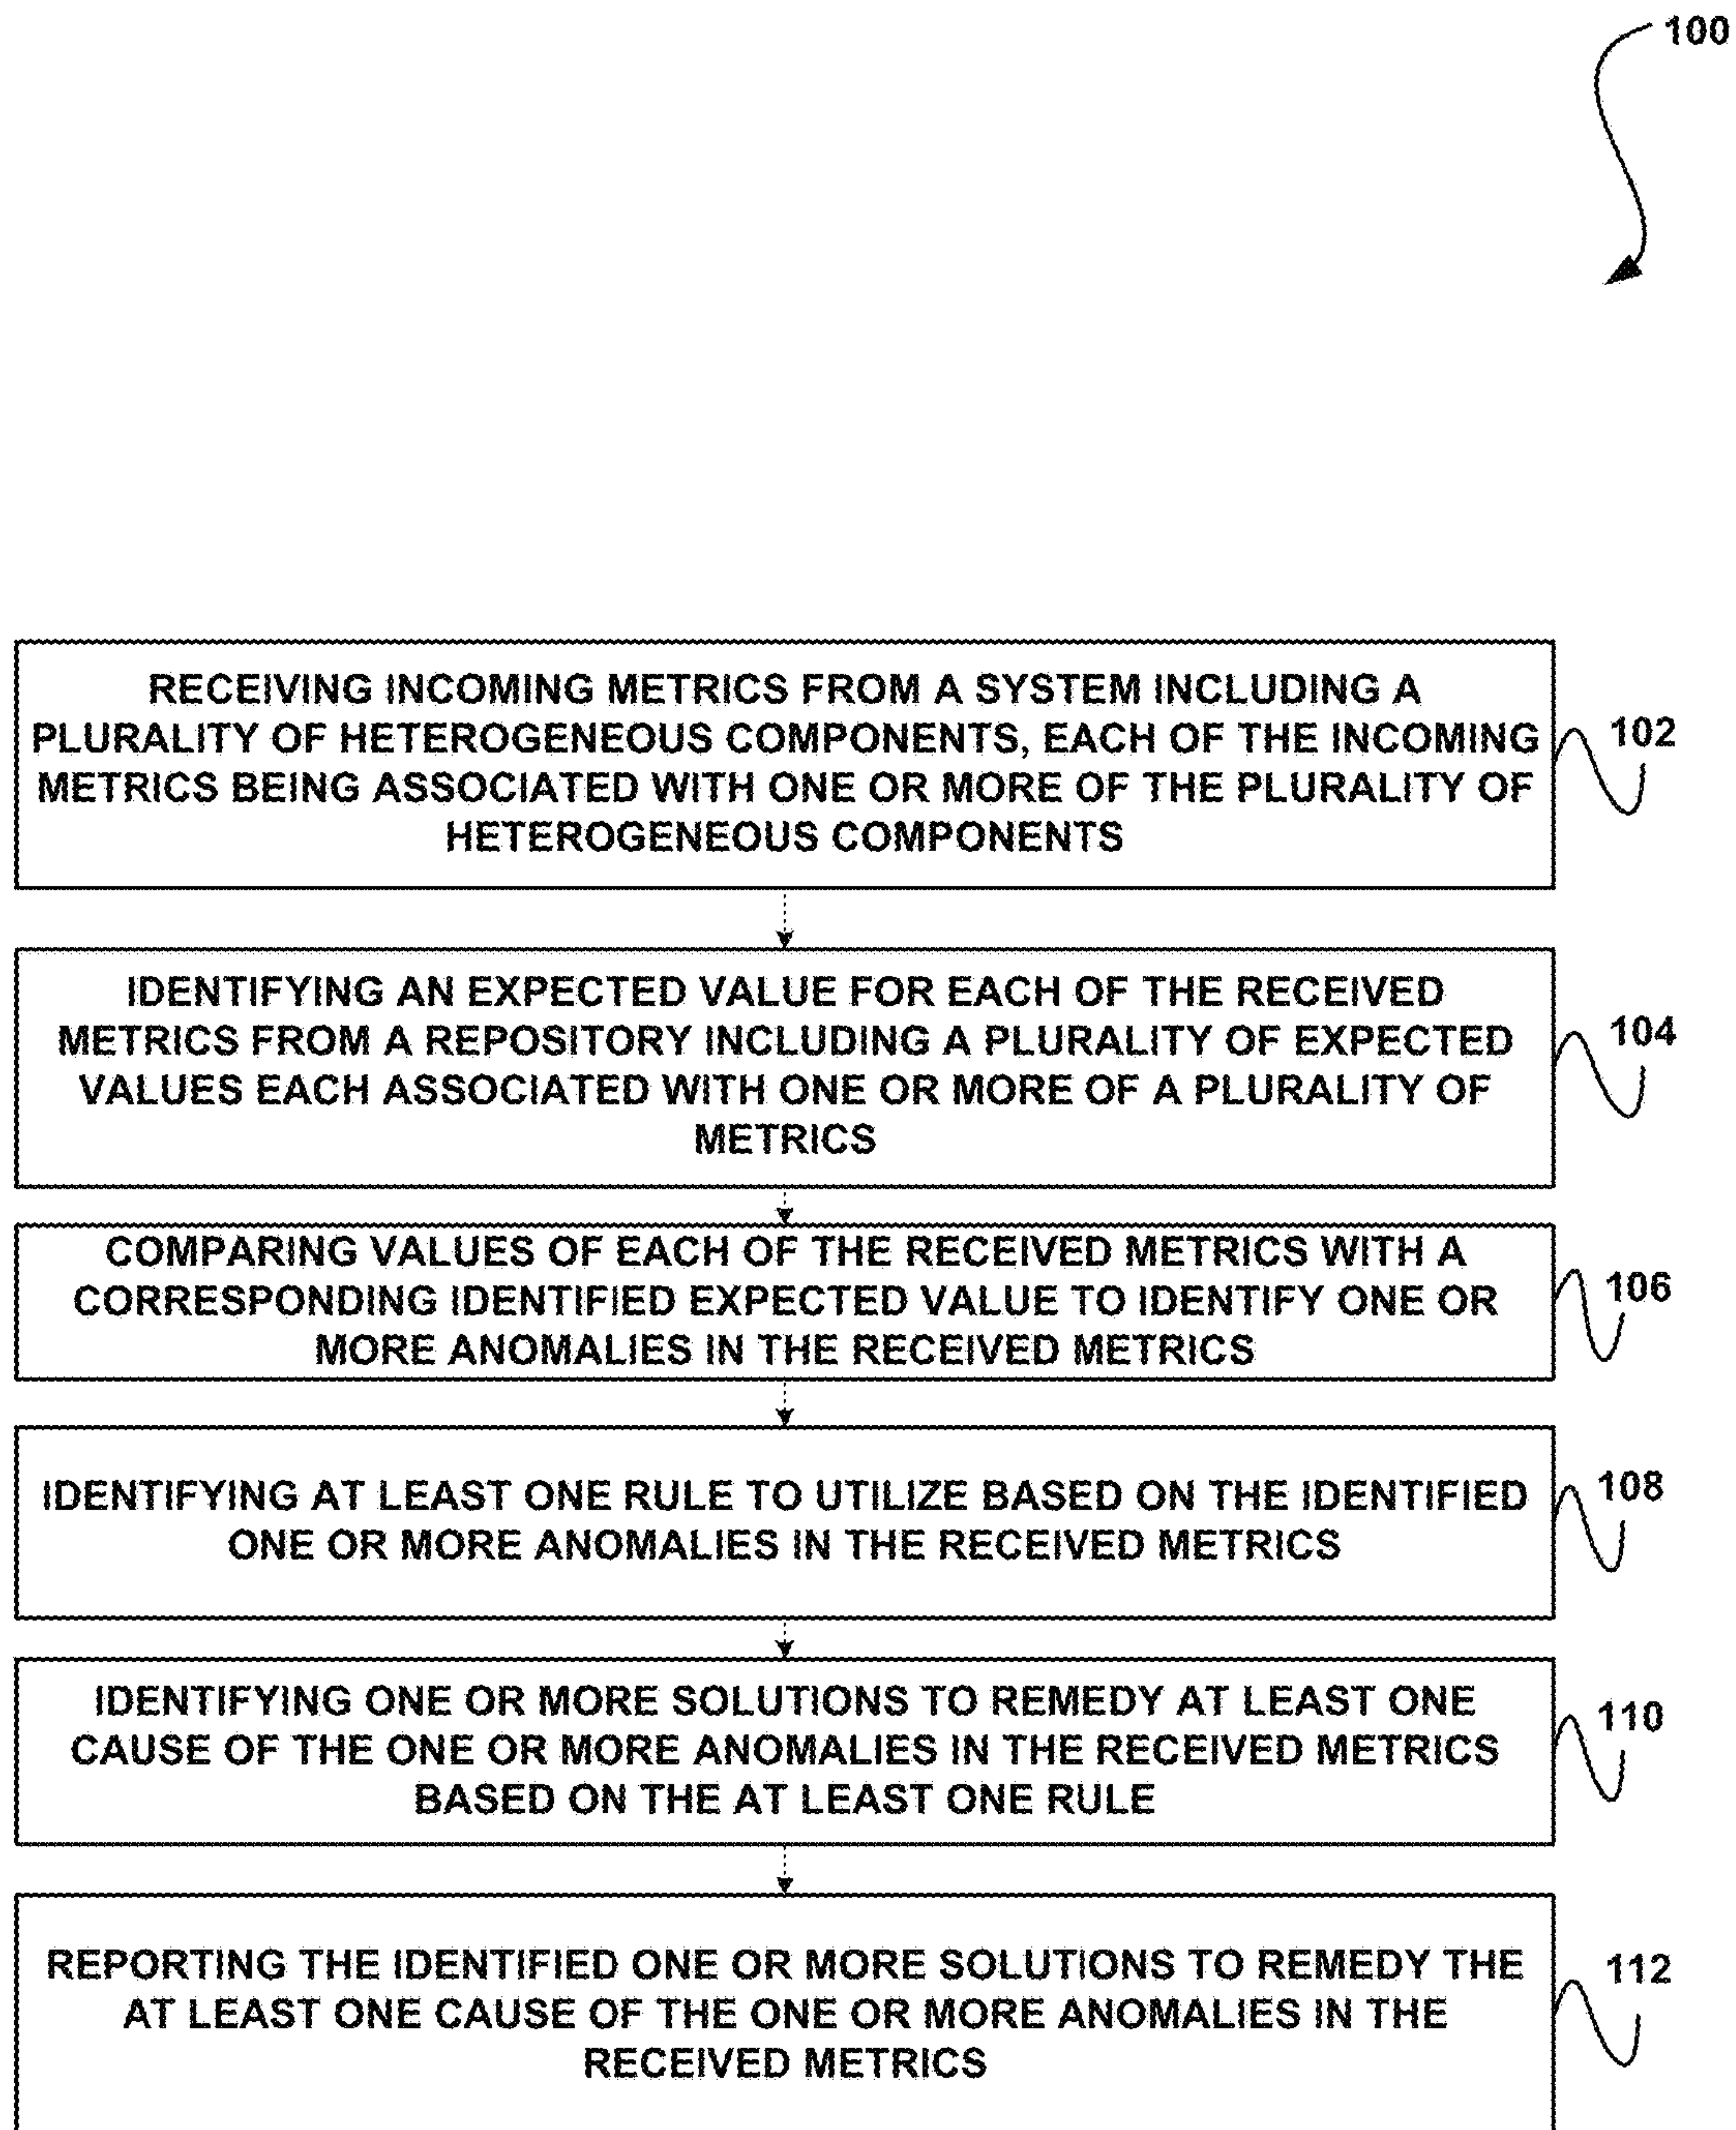 100
RECEIVING INCOMING METRICS FROM A SYSTEM INCLUDING A
PLURALITY OF HETEROGENEOUS COMPONENTS, EACH OF THE INCOMING
METRICS BEING ASSOCIATED WITH ONE OR MORE OF THE PLURALITY OF
HETEROGENEOUS COMPONENTS
102
IDENTIFYING AN EXPECTED VALUE FOR EACH OF THE RECEIVED
METRICS FROM A REPOSITORY INCLUDING A PLURALITY OF EXPECTED
VALUES EACH ASSOCIATED WITH ONE OR MORE OF A PLURALITY OF
METRICS
104
COMPARING VALUES OF EACH OF THE RECEIVED METRICS WITH A
CORRESPONDING IDENTIFIED EXPECTED VALUE TO IDENTIFY ONE OR
MORE ANOMALIES IN THE RECEIVED METRICS
106
IDENTIFYING AT LEAST ONE RULE TO UTILIZE BASED ON THE IDENTIFIED
ONE OR MORE ANOMALIES IN THE RECEIVED METRICS
108
IDENTIFYING ONE OR MORE SOLUTIONS TO REMEDY AT LEAST ONE
CAUSE OF THE ONE OR MORE ANOMALIES IN THE RECEIVED METRICS
BASED ON THE AT LEAST ONE RULE
110
REPORTING THE IDENTIFIED ONE OR MORE SOLUTIONS TO REMEDY THE
AT LEAST ONE CAUSE OF THE ONE OR MORE ANOMALIES IN THE
RECEIVED METRICS
112